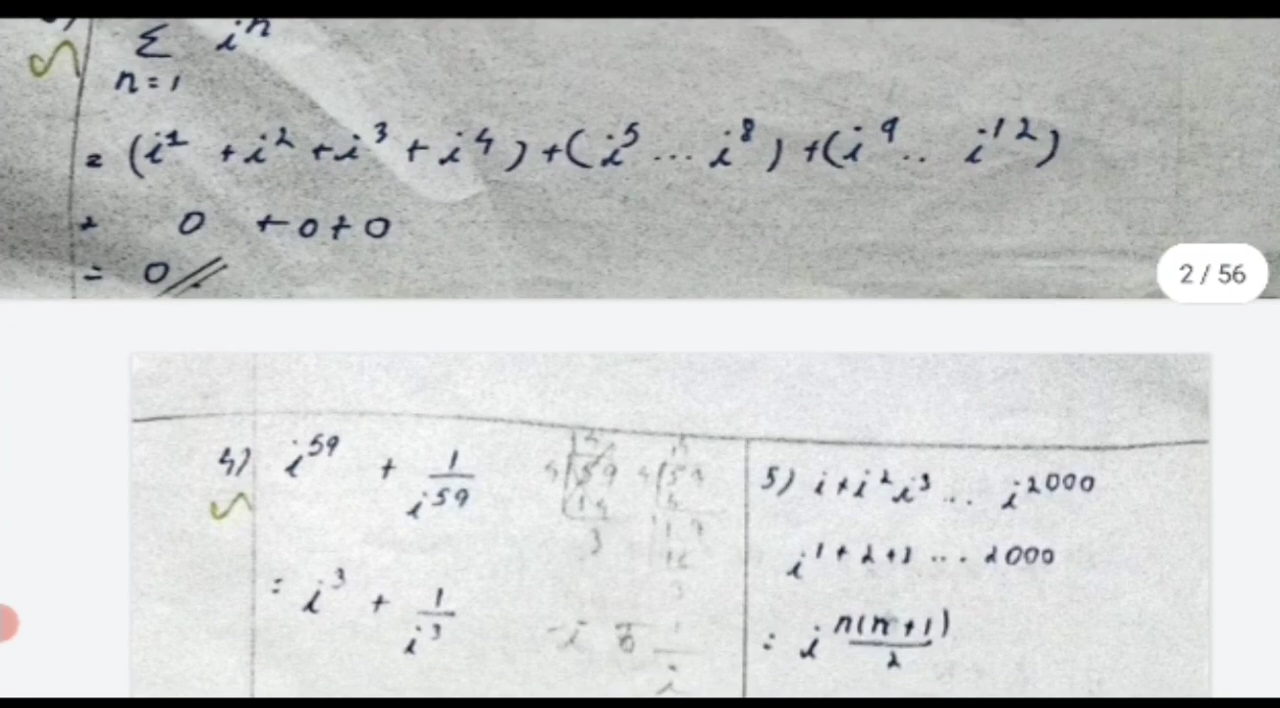 Σ iⁿ
n=1
= (i¹ + i² + i³ + i⁴) + (i⁵ ... i⁸) + (i⁹ .. i¹²)
= 0 + 0 + 0
= 0
2 / 56
4) i⁵⁹ + 1/i⁵⁹
= i³ + 1/i³
5) i × i² i³ ... i²⁰⁰⁰
i¹⁺²⁺³ ... ²⁰⁰⁰
= i^(n(n+1)/2)